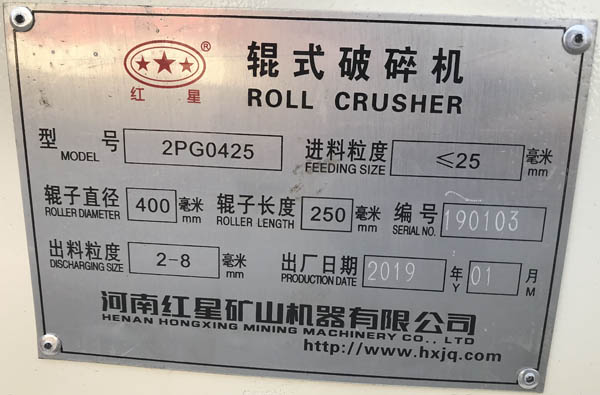 辊式破碎机
®
红 星
ROLL CRUSHER
型 号 2PG0425 进料粒度 ≤25 毫米
MODEL FEEDING SIZE mm
辊子直径 400 毫米 辊子长度 250 毫米 编号 190103
ROLLER DIAMETER mm ROLLER LENGTH mm SERIAL NO.
出料粒度 2-8 毫米 出厂日期 2019 年 01 月
DISCHARGING SIZE mm PRODUCTION DATE Y M
河南红星矿山机器有限公司
HENAN HONGXING MINING MACHINERY CO., LTD
http://www.hxjq.com